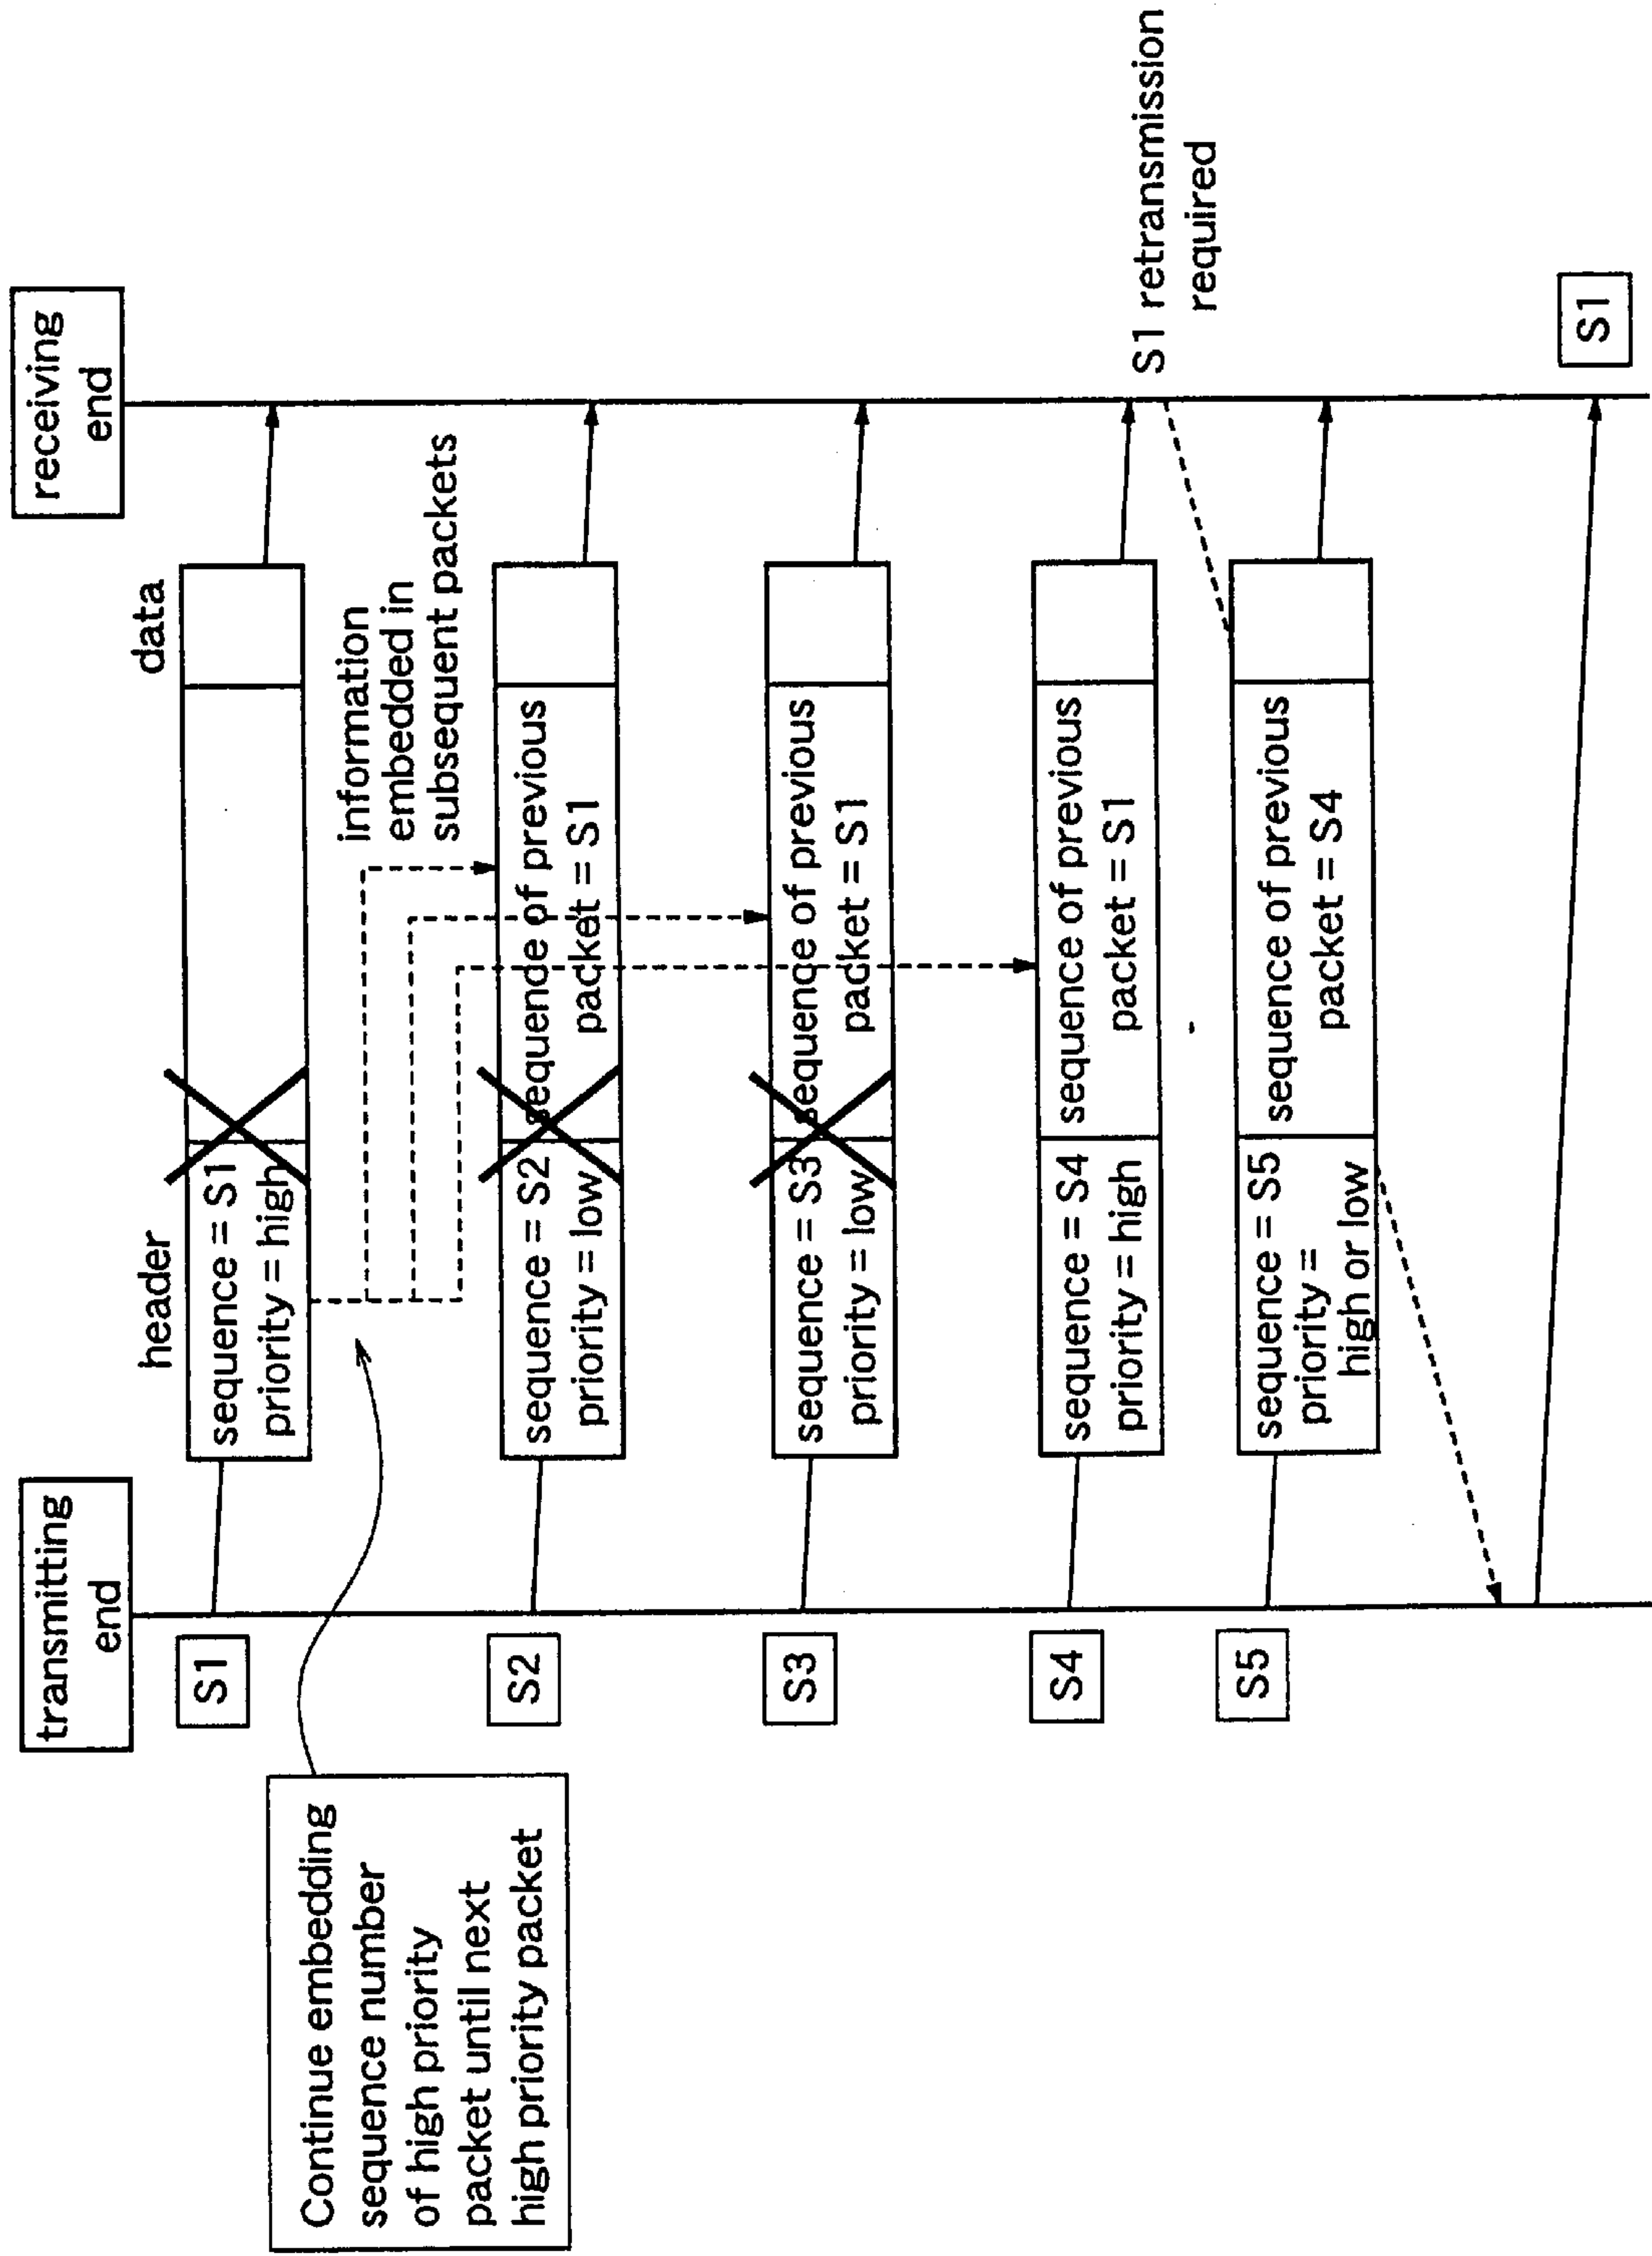 transmitting
end
receiving
end
header
data
S1
sequence = S1
priority = high
Continue embedding
sequence number
of high priority
packet until next
high priority packet
information
embedded in
subsequent packets
S2
sequence = S2
priority = low
sequence of previous
packet = S1
S3
sequence = S3
priority = low
sequence of previous
packet = S1
S4
sequence = S4
priority = high
sequence of previous
packet = S1
S1 retransmission
required
S5
sequence = S5
priority =
high or low
sequence of previous
packet = S4
S1